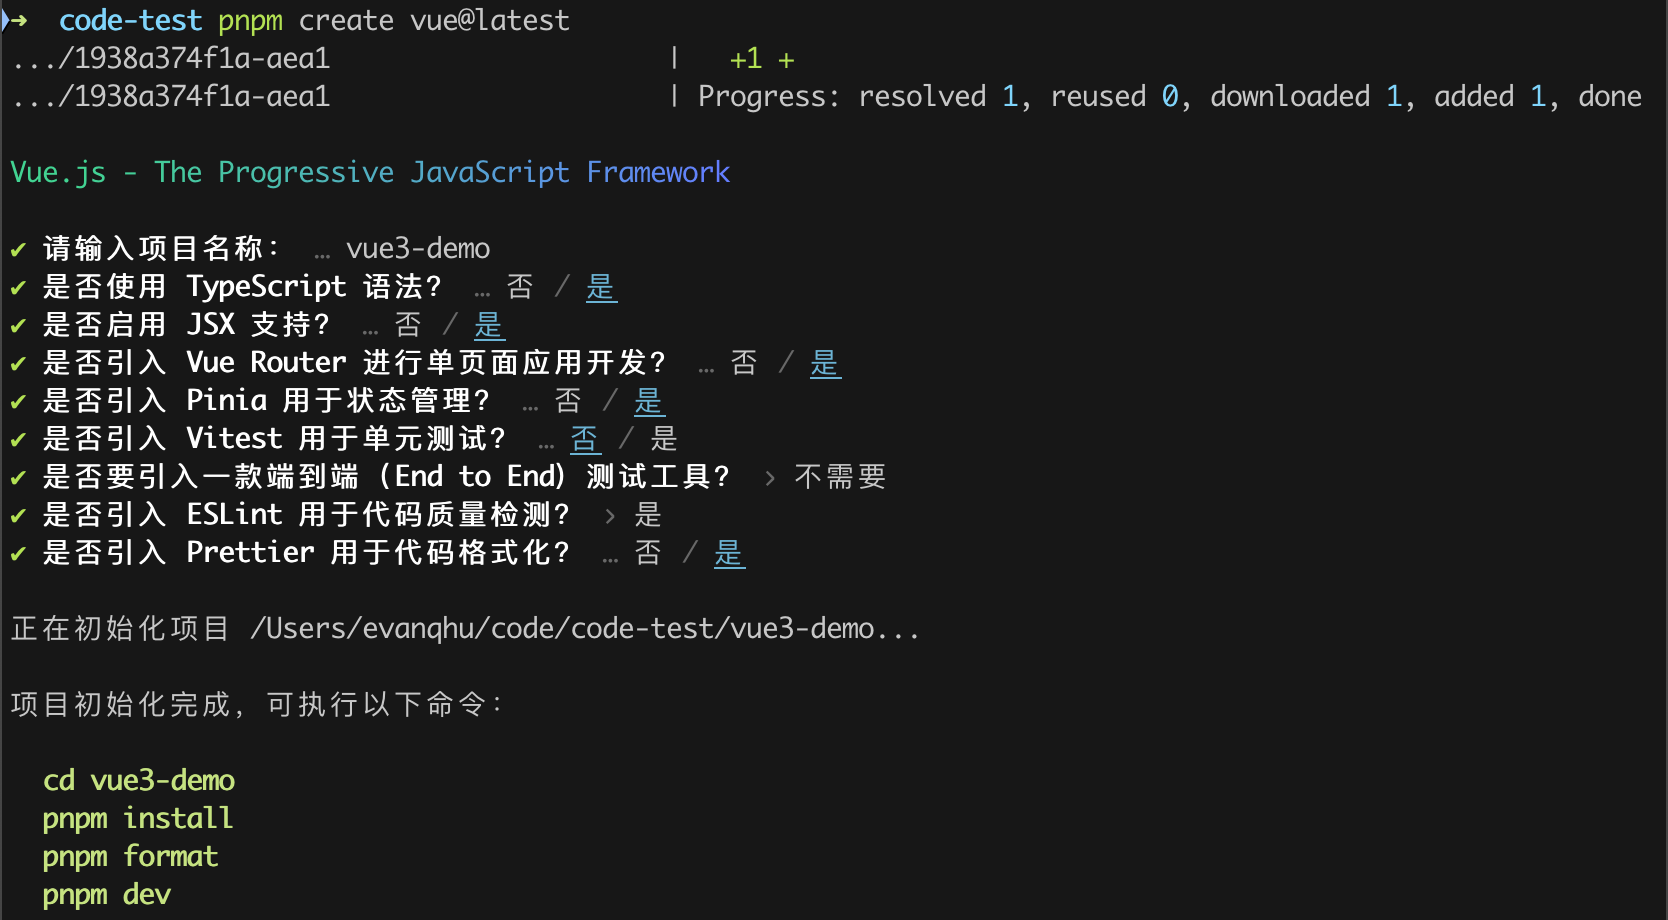 ➜ code-test pnpm create vue@latest
.../1938a374f1a-aea1 | +1 +
.../1938a374f1a-aea1 | Progress: resolved 1, reused 0, downloaded 1, added 1, done
Vue.js - The Progressive JavaScript Framework
✔ 请输入项目名称： … vue3-demo
✔ 是否使用 TypeScript 语法？ … 否 / 是
✔ 是否启用 JSX 支持？ … 否 / 是
✔ 是否引入 Vue Router 进行单页面应用开发？ … 否 / 是
✔ 是否引入 Pinia 用于状态管理？ … 否 / 是
✔ 是否引入 Vitest 用于单元测试？ … 否 / 是
✔ 是否要引入一款端到端（End to End）测试工具？ › 不需要
✔ 是否引入 ESLint 用于代码质量检测？ › 是
✔ 是否引入 Prettier 用于代码格式化？ … 否 / 是
正在初始化项目 /Users/evanqhu/code/code-test/vue3-demo...
项目初始化完成，可执行以下命令：
cd vue3-demo
pnpm install
pnpm format
pnpm dev